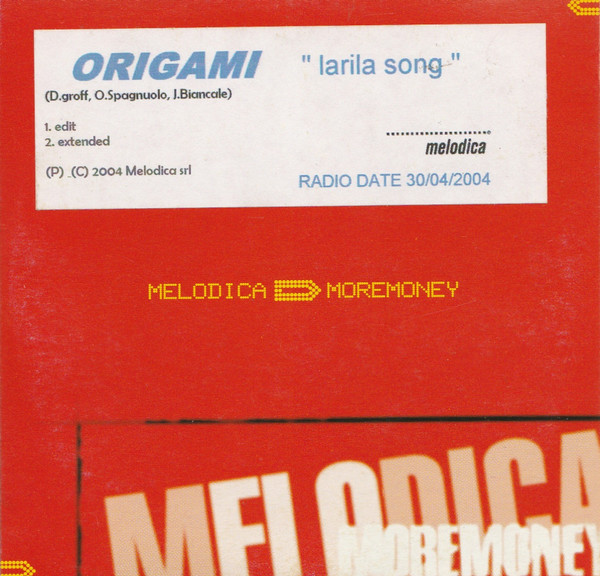 ORIGAMI " larila song "
(D.groff, O.Spagnuolo, J.Biancale)
1. edit
2. extended
melodica
(P) .(C) 2004 Melodica srl
RADIO DATE 30/04/2004
MELODICA MOREMONEY
MELODICA
MOREMONEY